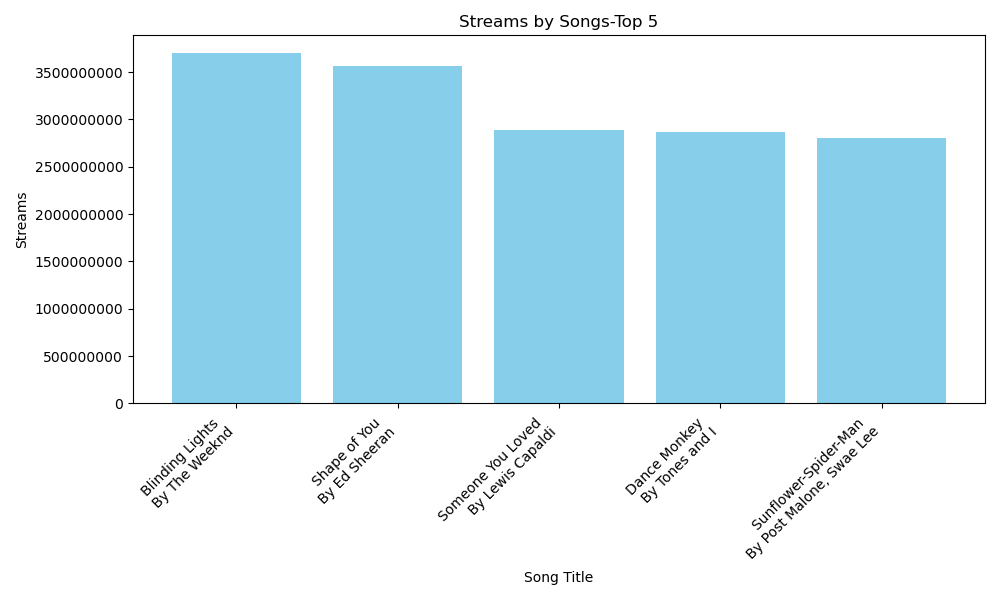 Streams by Songs-Top 5
Streams
3500000000
3000000000
2500000000
2000000000
1500000000
1000000000
500000000
0
Blinding Lights
By The Weeknd
Shape of You
By Ed Sheeran
Someone You Loved
By Lewis Capaldi
Dance Monkey
By Tones and I
Sunflower-Spider-Man
By Post Malone, Swae Lee
Song Title